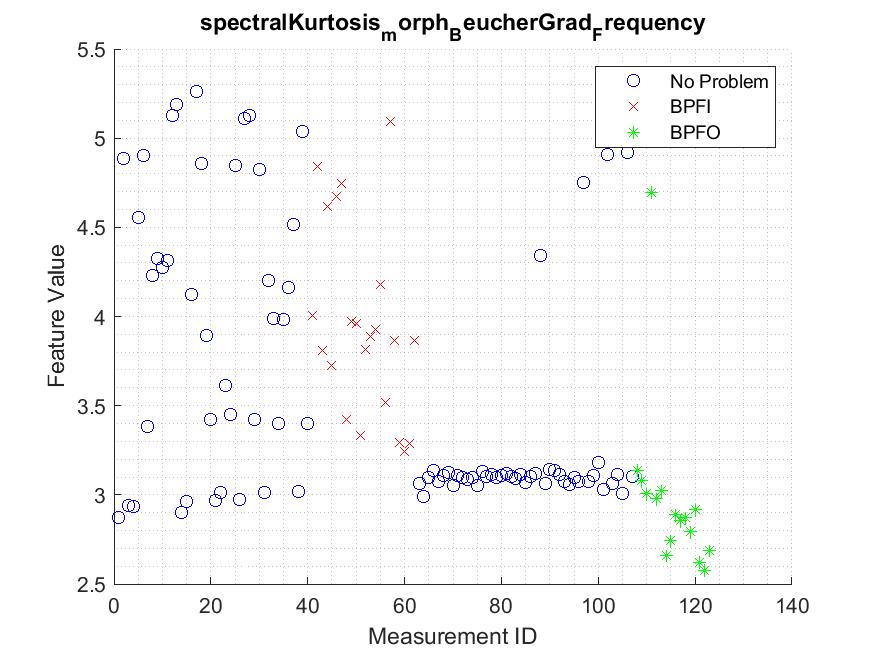 spectralKurtosis_morph_BeucherGrad_Frequency
No Problem
BPFI
BPFO
5.5
5
4.5
4
3.5
3
2.5
Feature Value
0 20 40 60 80 100 120 140
Measurement ID